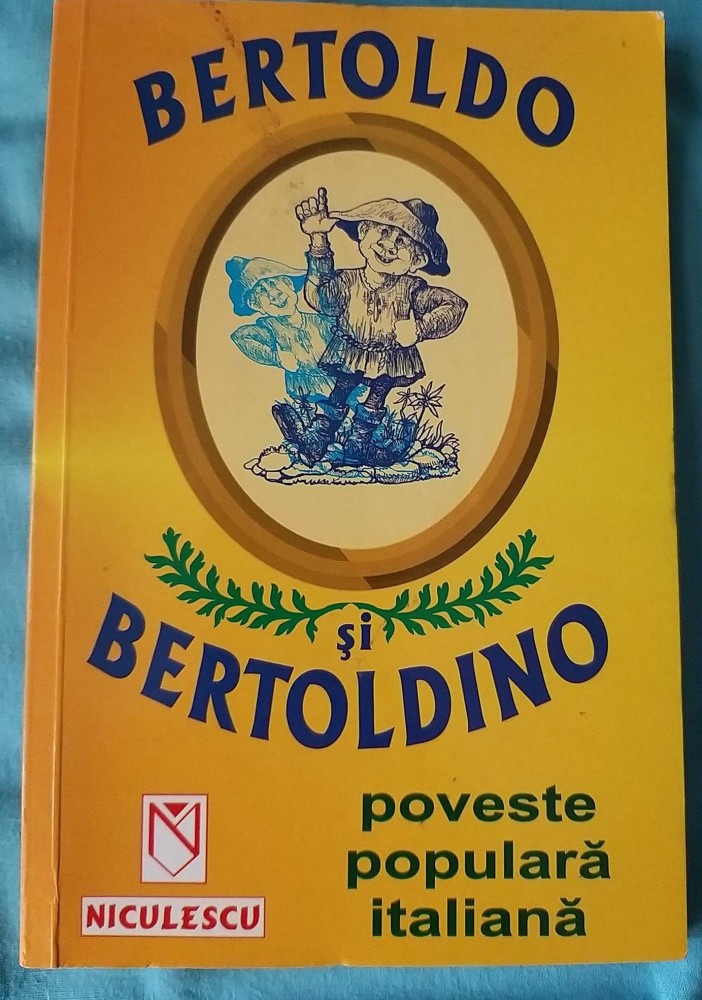 BERTOLDO
şi
BERTOLDINO
poveste
populară
italiană
NICULESCU